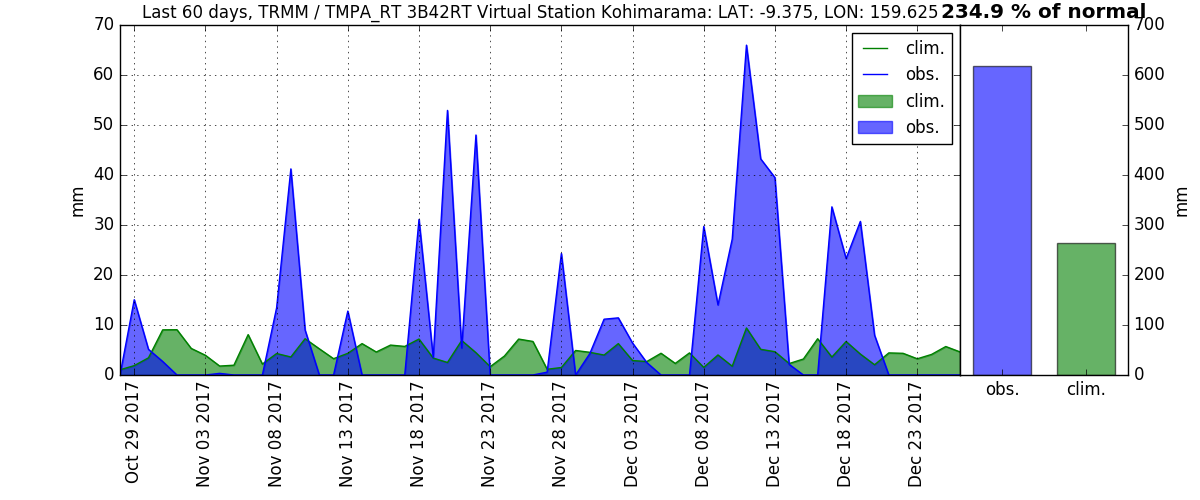 Last 60 days, TRMM / TMPA_RT 3B42RT Virtual Station Kohimarama: LAT: -9.375, LON: 159.625
234.9 % of normal
70
60
50
40
30
20
10
0
mm
clim.
obs.
clim.
obs.
700
600
500
400
300
200
100
0
mm
Oct 29 2017
Nov 03 2017
Nov 08 2017
Nov 13 2017
Nov 18 2017
Nov 23 2017
Nov 28 2017
Dec 03 2017
Dec 08 2017
Dec 13 2017
Dec 18 2017
Dec 23 2017
obs.
clim.